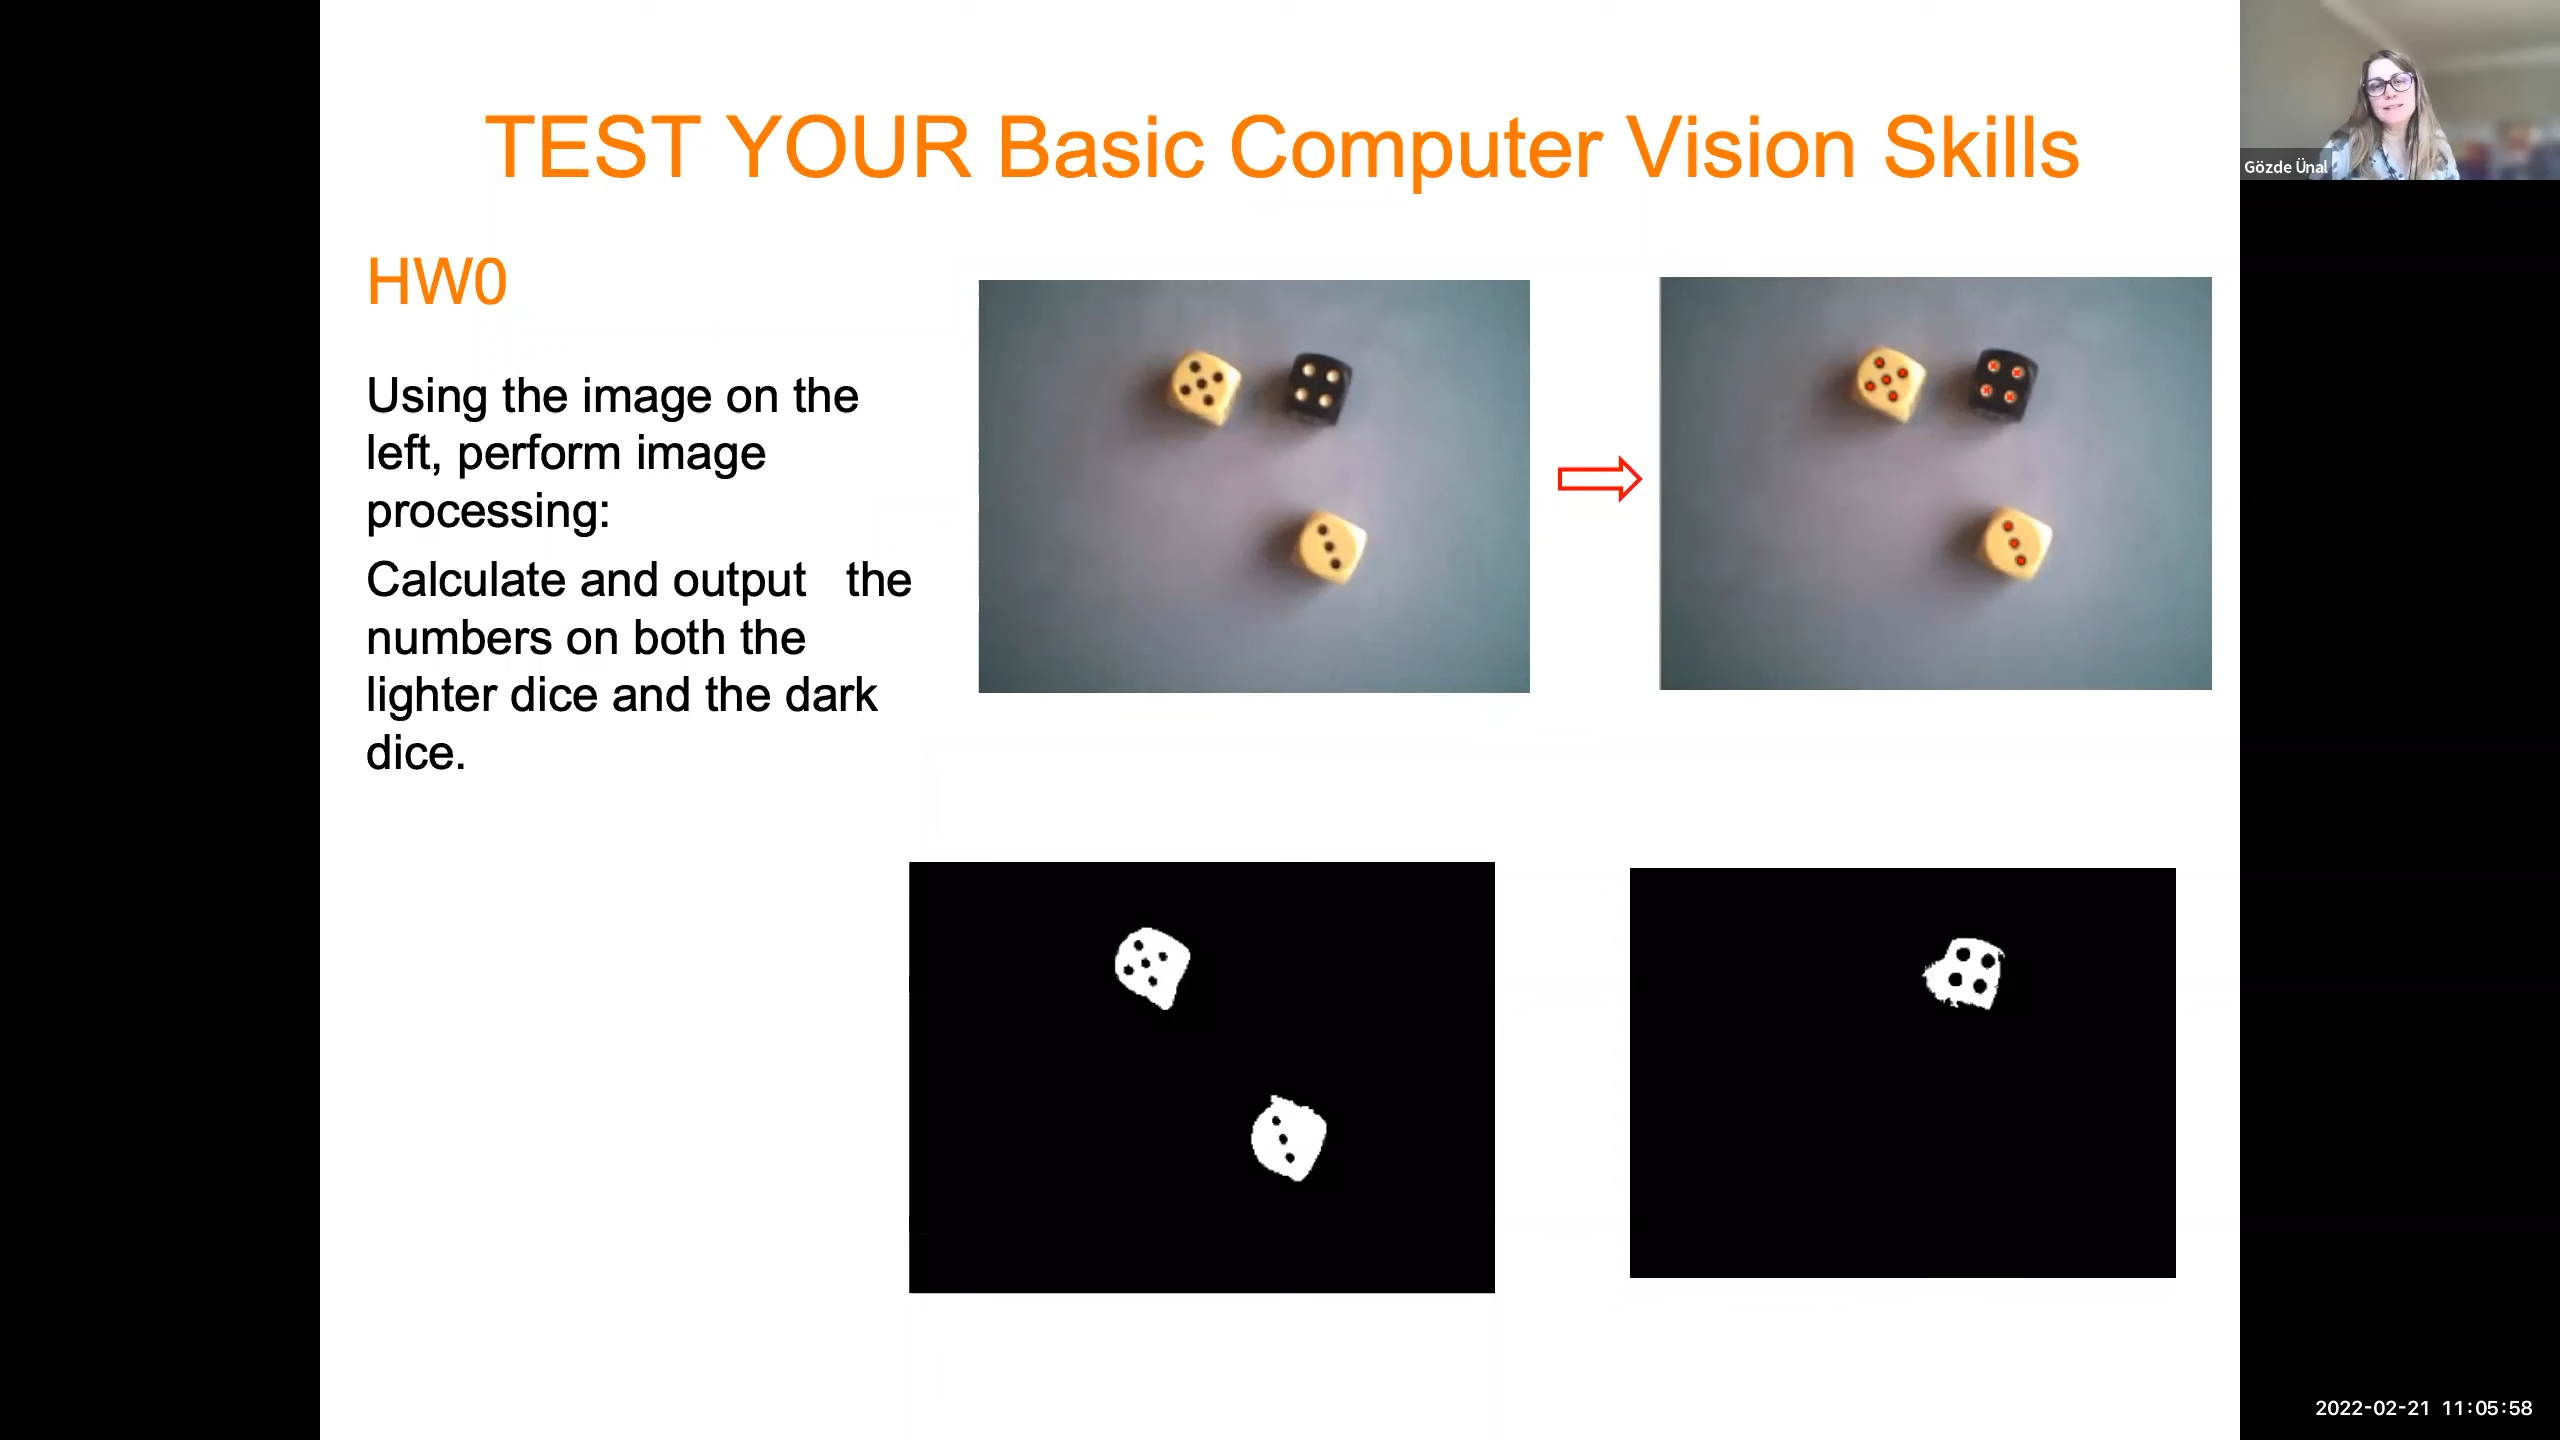 TEST YOUR Basic Computer Vision Skills
Gözde Ünal
HW0
Using the image on the
left, perform image
processing:
Calculate and output the
numbers on both the
lighter dice and the dark
dice.
2022-02-21 11:05:58